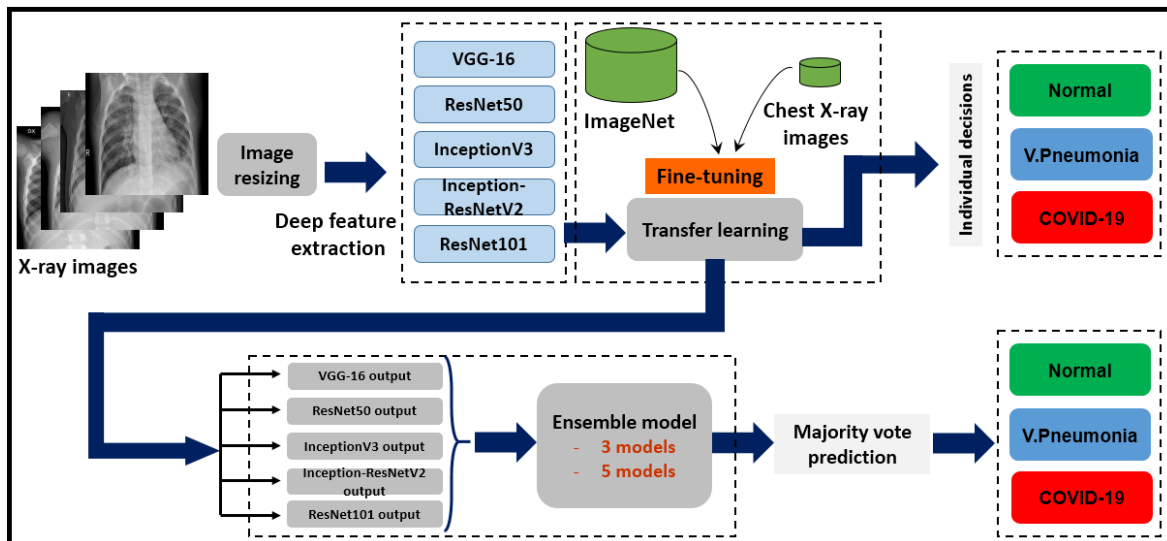 X-ray images
Image
resizing
Deep feature
extraction
VGG-16
ResNet50
InceptionV3
Inception-
ResNetV2
ResNet101
ImageNet
Chest X-ray
images
Fine-tuning
Transfer learning
Individual decisions
Normal
V.Pneumonia
COVID-19
VGG-16 output
ResNet50 output
InceptionV3 output
Inception-ResNetV2
output
ResNet101 output
Ensemble model
- 3 models
- 5 models
Majority vote
prediction
Normal
V.Pneumonia
COVID-19